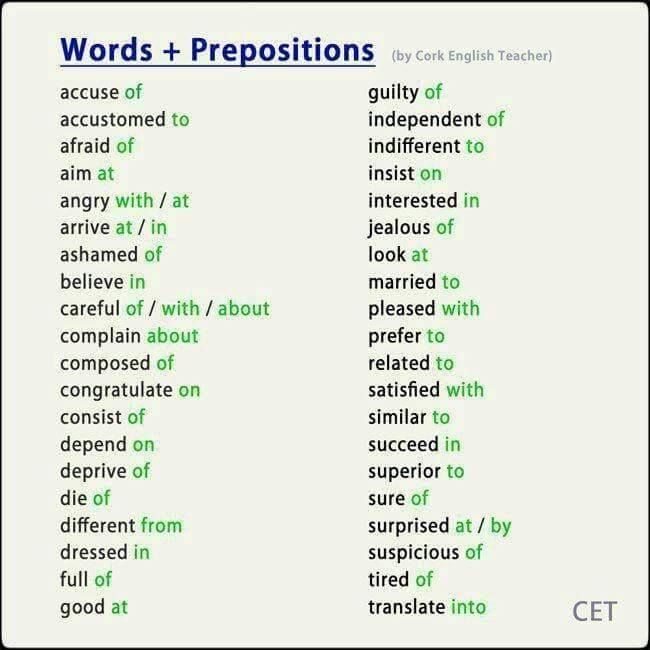 Words + Prepositions (by Cork English Teacher)
accuse of
accustomed to
afraid of
aim at
angry with / at
arrive at / in
ashamed of
believe in
careful of / with / about
complain about
composed of
congratulate on
consist of
depend on
deprive of
die of
different from
dressed in
full of
good at
guilty of
independent of
indifferent to
insist on
interested in
jealous of
look at
married to
pleased with
prefer to
related to
satisfied with
similar to
succeed in
superior to
sure of
surprised at / by
suspicious of
tired of
translate into
CET